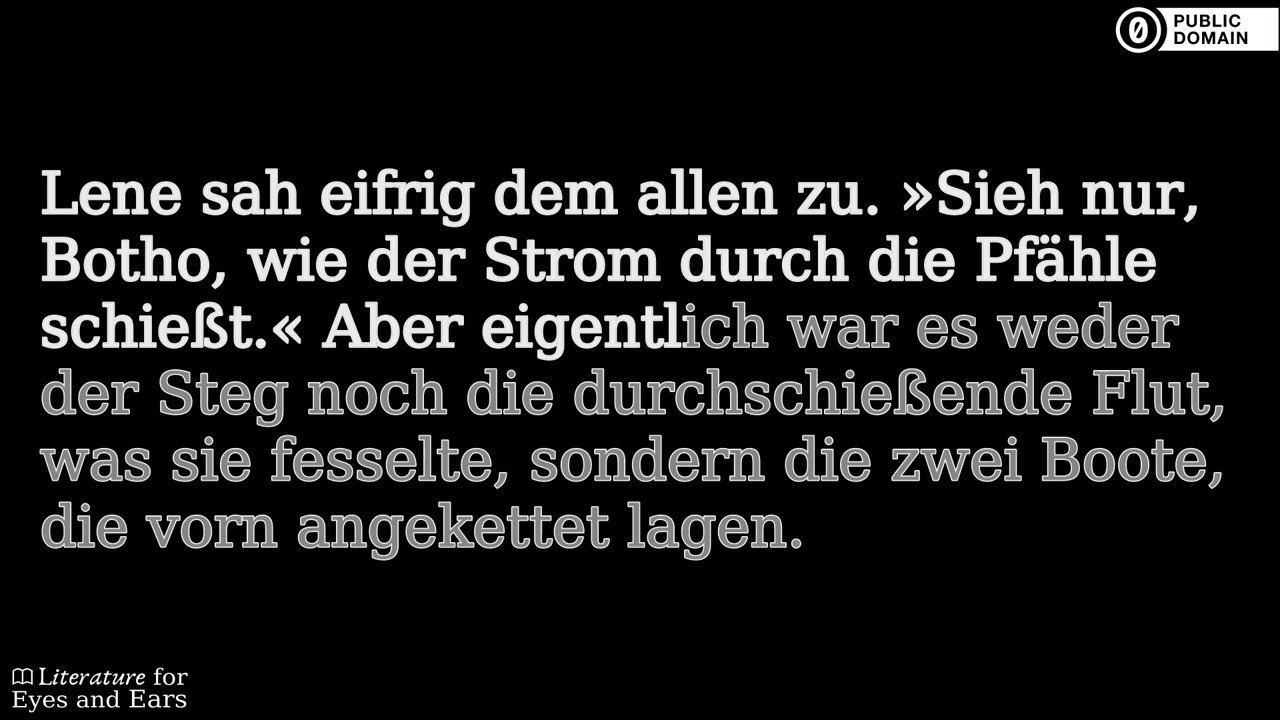 PUBLIC
DOMAIN
Lene sah eifrig dem allen zu. »Sieh nur,
Botho, wie der Strom durch die Pfähle
schießt.« Aber eigentlich war es weder
der Steg noch die durchschießende Flut,
was sie fesselte, sondern die zwei Boote,
die vorn angekettet lagen.
Literature for
Eyes and Ears